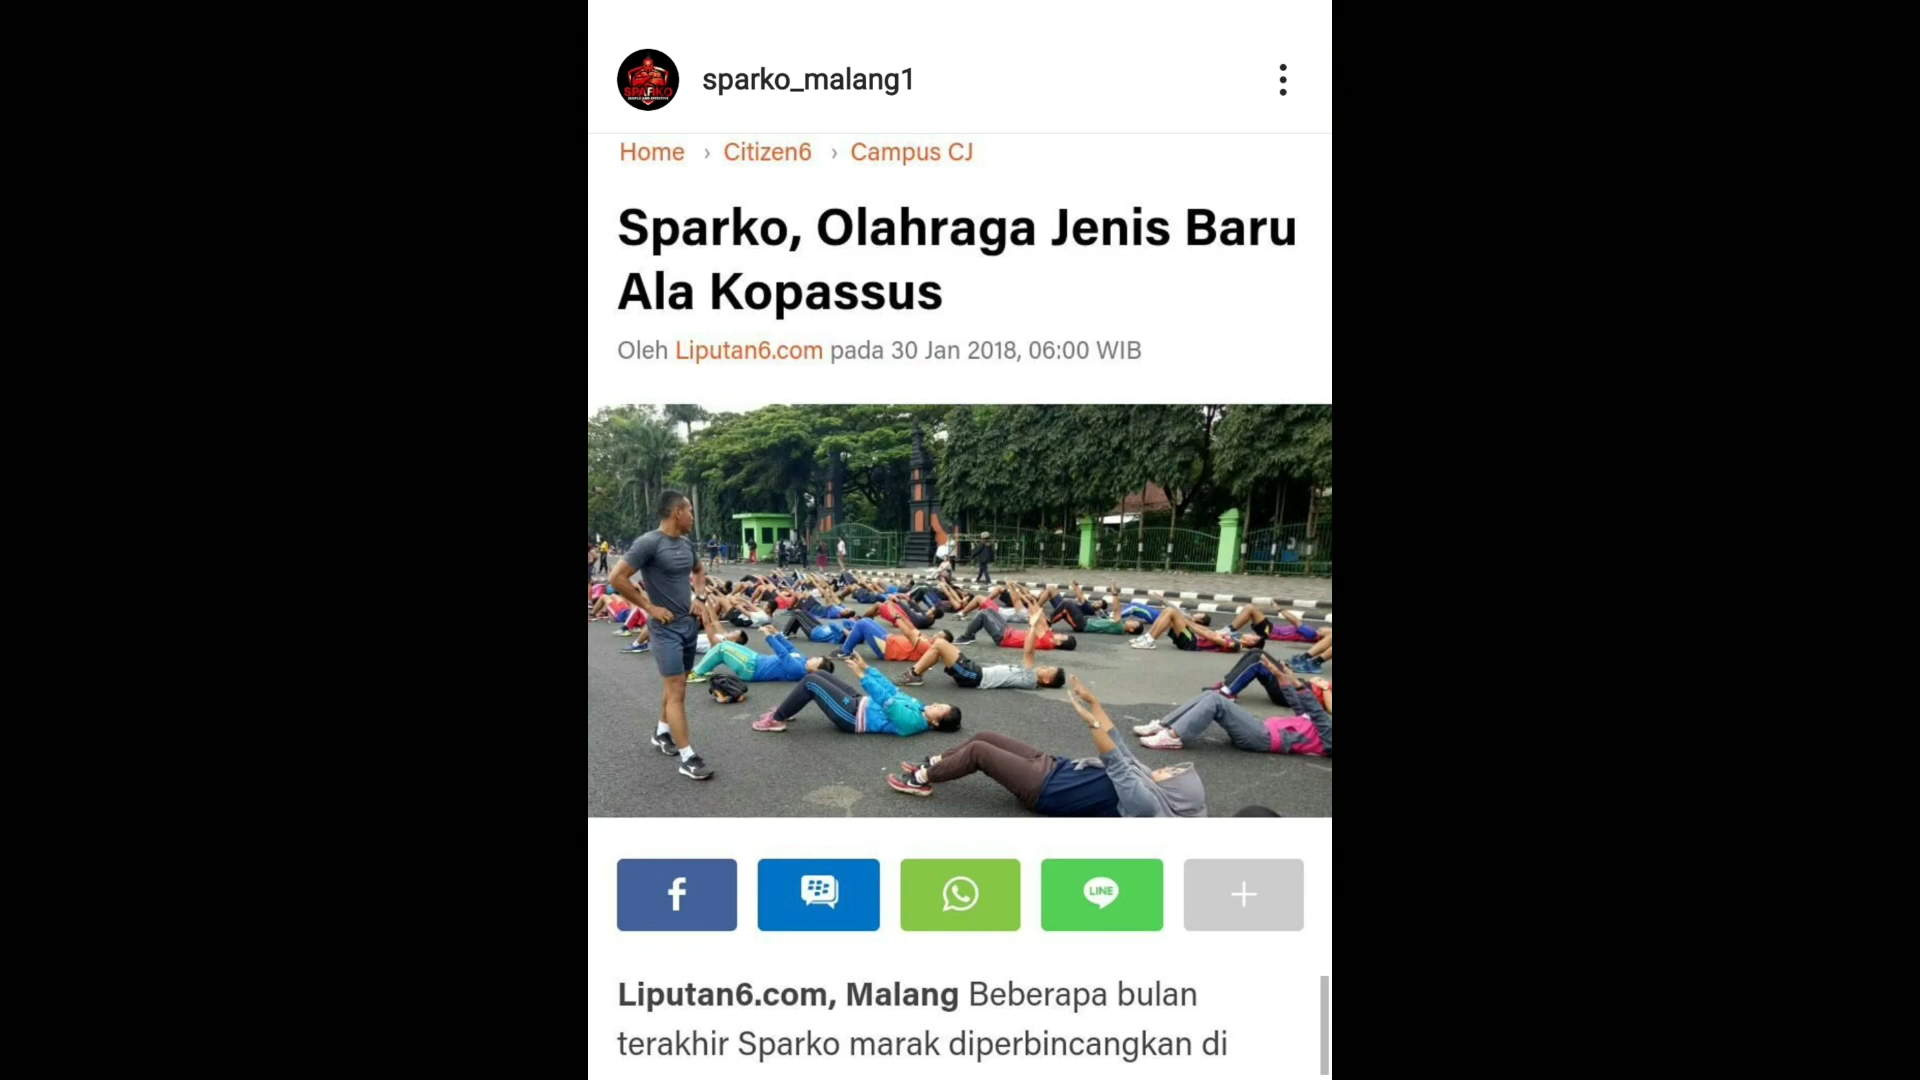 SPARKO
sparko_malang1
Home › Citizen6 › Campus CJ
Sparko, Olahraga Jenis Baru
Ala Kopassus
Oleh Liputan6.com pada 30 Jan 2018, 06:00 WIB
LINE
Liputan6.com, Malang Beberapa bulan
terakhir Sparko marak diperbincangkan di